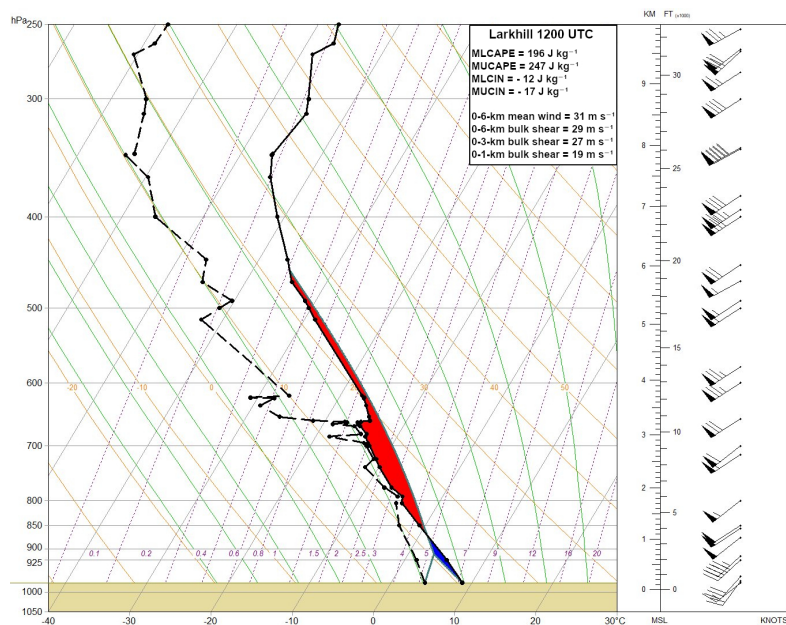 hPa
KM FT (x1000)
250
Larkhill 1200 UTC
MLCAPE = 196 J kg⁻¹
MUCAPE = 247 J kg⁻¹
MLCIN = - 12 J kg⁻¹
MUCIN = - 17 J kg⁻¹
0-6-km mean wind = 31 m s⁻¹
0-6-km bulk shear = 29 m s⁻¹
0-3-km bulk shear = 27 m s⁻¹
0-1-km bulk shear = 19 m s⁻¹
30
9
300
8
25
7
400
20
6
500
5
15
4
600
-20 -10 0 10 30 50
10
3
700
2
800
5
850
1
900
0.1 0.2 0.4 0.6 0.8 1 1.5 2 2.5 3 4 5 7 9 12 16 20
925
0 0
1000
1050
-40 -30 -20 -10 0 10 20 30°C
MSL KNOTS